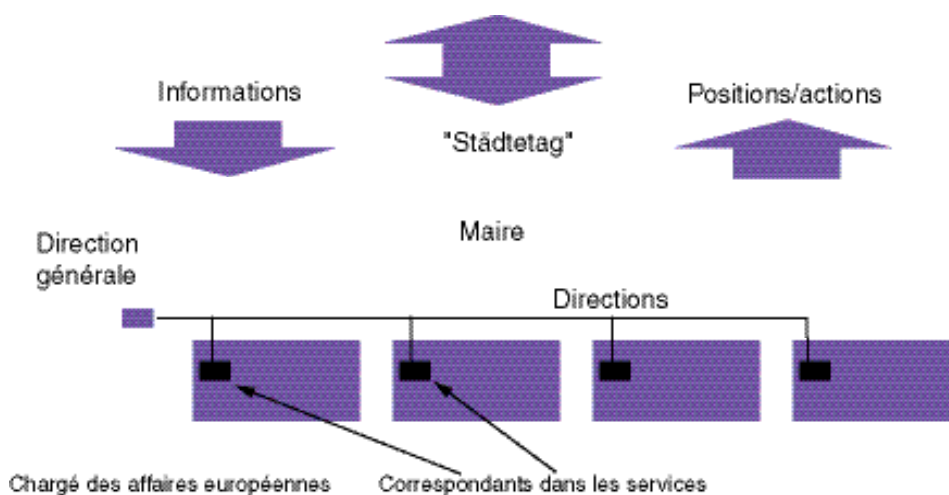 Informations
Positions/actions
"Städtetag"
Maire
Direction
générale
Directions
Chargé des affaires européennes
Correspondants dans les services